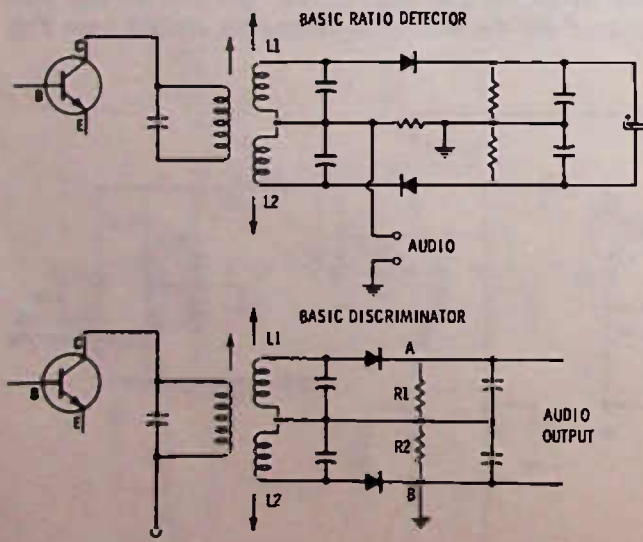 BASIC RATIO DETECTOR
L1
C
B
E
L2
AUDIO
BASIC DISCRIMINATOR
L1
C
A
B
R1
E
AUDIO
OUTPUT
R2
L2
B